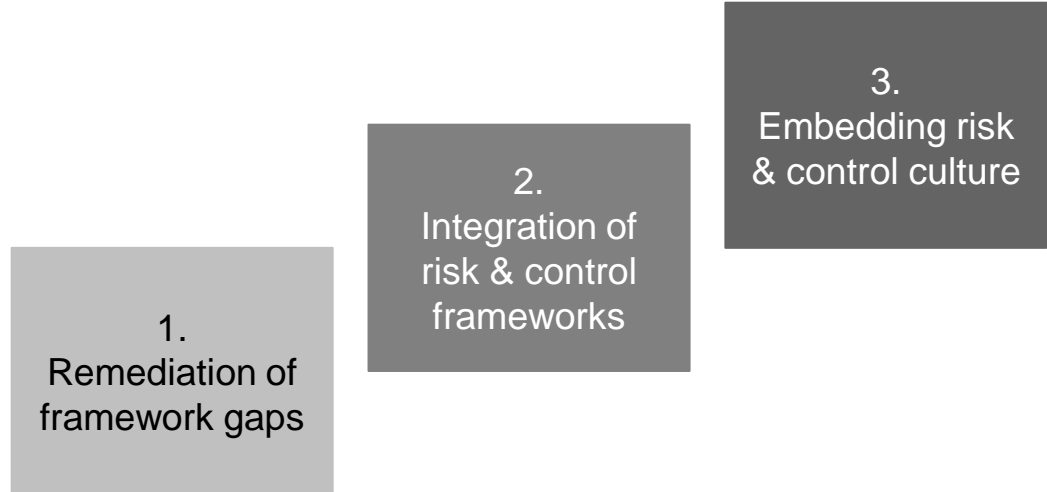 1.
Remediation of
framework gaps
2.
Integration of
risk & control
frameworks
3.
Embedding risk
& control culture